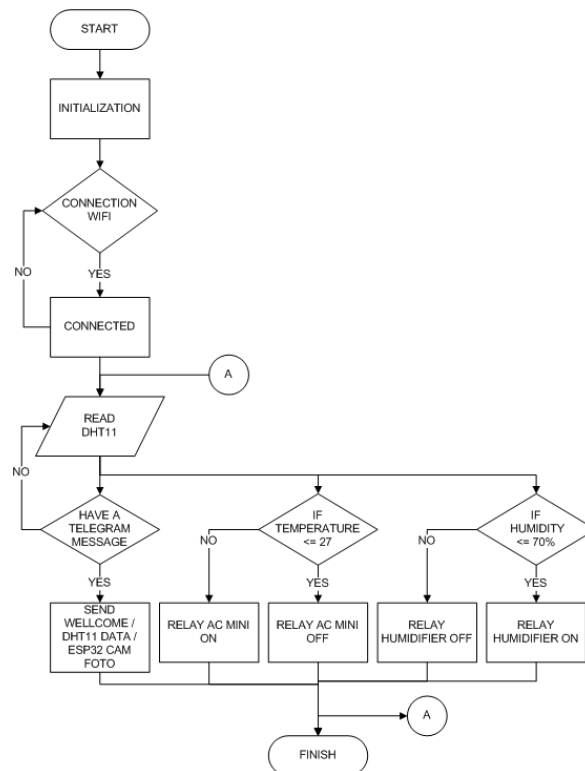 START
INITIALIZATION
CONNECTION
WIFI
NO
YES
CONNECTED
A
READ
DHT11
NO
HAVE A
TELEGRAM
MESSAGE
IF
TEMPERATURE
<= 27
IF
HUMIDITY
<= 70%
NO
NO
YES
YES
YES
SEND
WELLCOME /
DHT11 DATA /
ESP32 CAM
FOTO
RELAY AC MINI
ON
RELAY AC MINI
OFF
RELAY
HUMIDIFIER OFF
RELAY
HUMIDIFIER ON
A
FINISH